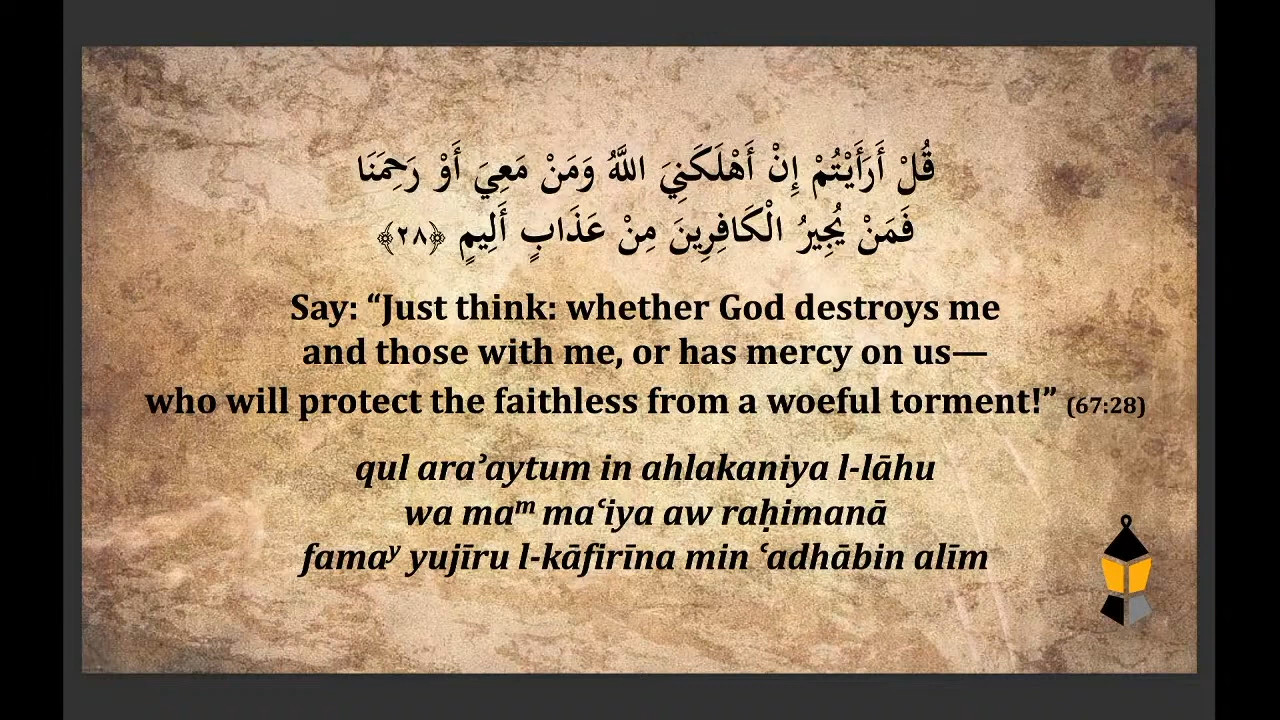 قُلْ أَرَأَيْتُمْ إِنْ أَهْلَكَنِيَ اللَّهُ وَمَنْ مَعِيَ أَوْ رَحِمَنَا
فَمَنْ يُجِيرُ الْكَافِرِينَ مِنْ عَذَابٍ أَلِيمٍ ﴿٢٨﴾
Say: “Just think: whether God destroys me
and those with me, or has mercy on us—
who will protect the faithless from a woeful torment!” (67:28)
qul araʾaytum in ahlakaniya l-lāhu
wa maᵐ maʿiya aw raḥimanā
famaʸ yujīru l-kāfirīna min ʿadhābin alīm